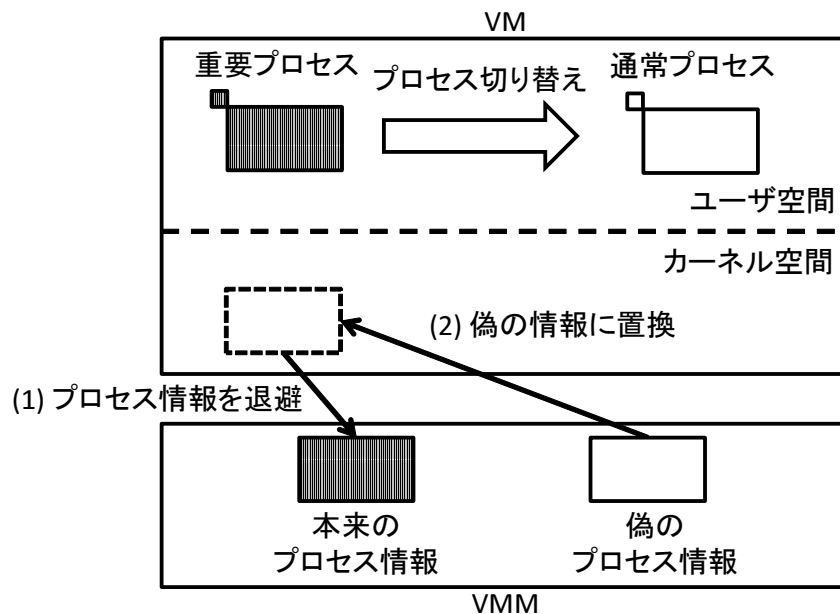 VM
重要プロセス
プロセス切り替え
通常プロセス
ユーザ空間
カーネル空間
(2) 偽の情報に置換
(1) プロセス情報を退避
本来の
プロセス情報
偽の
プロセス情報
VMM